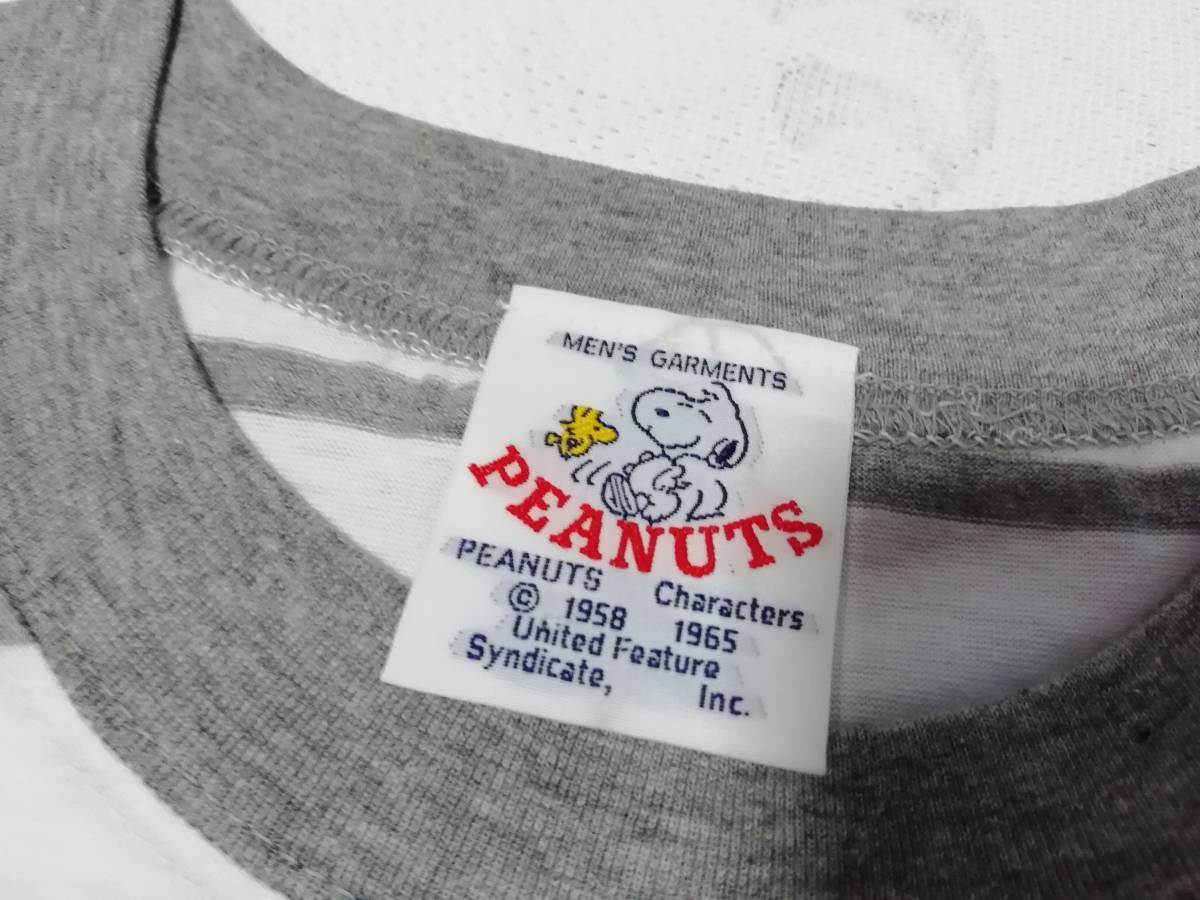 MEN'S GARMENTS
PEANUTS
PEANUTS Characters
© 1958 1965
United Feature
Syndicate, Inc.